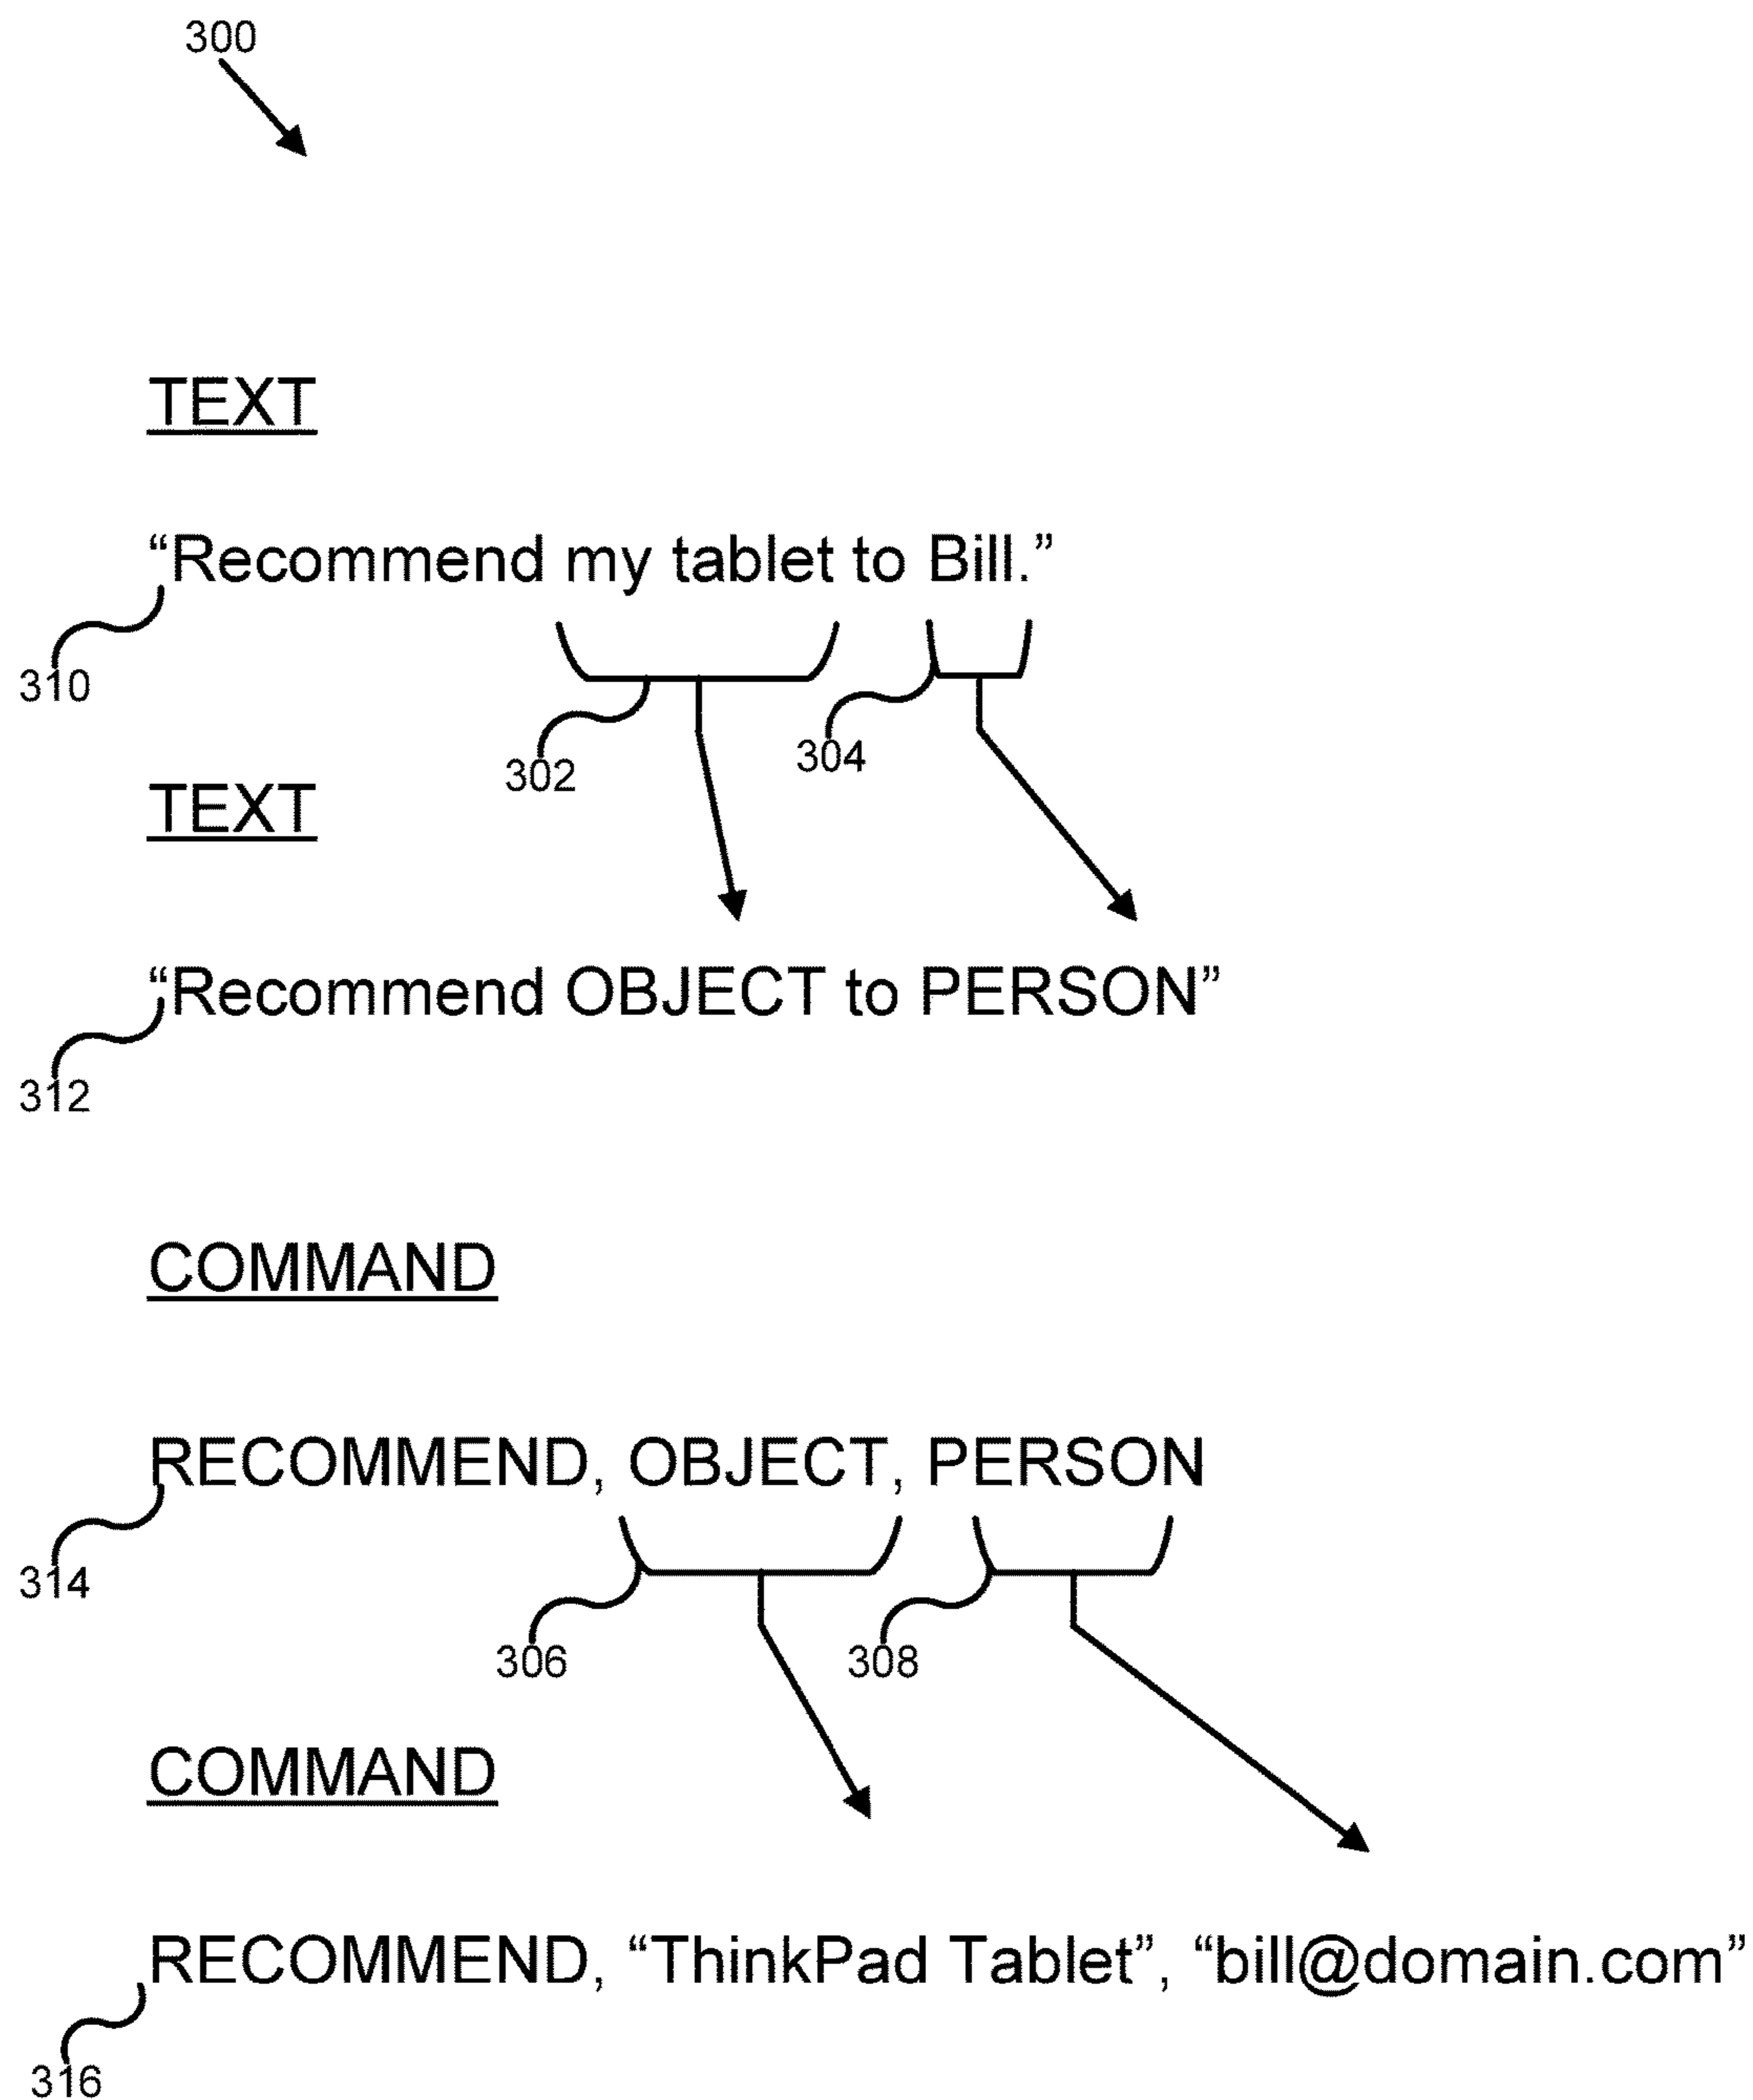 300
TEXT
“Recommend my tablet to Bill.”
310
302
304
TEXT
“Recommend OBJECT to PERSON”
312
COMMAND
RECOMMEND, OBJECT, PERSON
314
306
308
COMMAND
RECOMMEND, “ThinkPad Tablet”, “bill@domain.com”
316